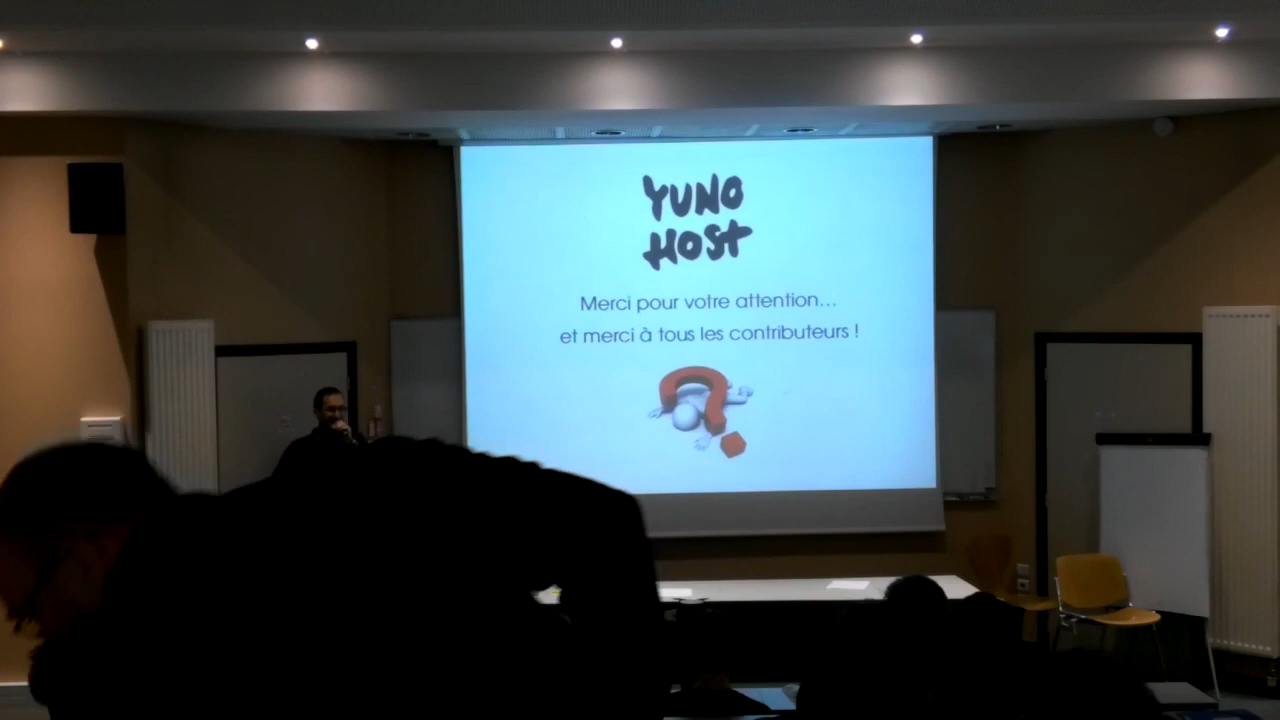 YUNO
HOST
Merci pour votre attention...
et merci à tous les contributeurs !